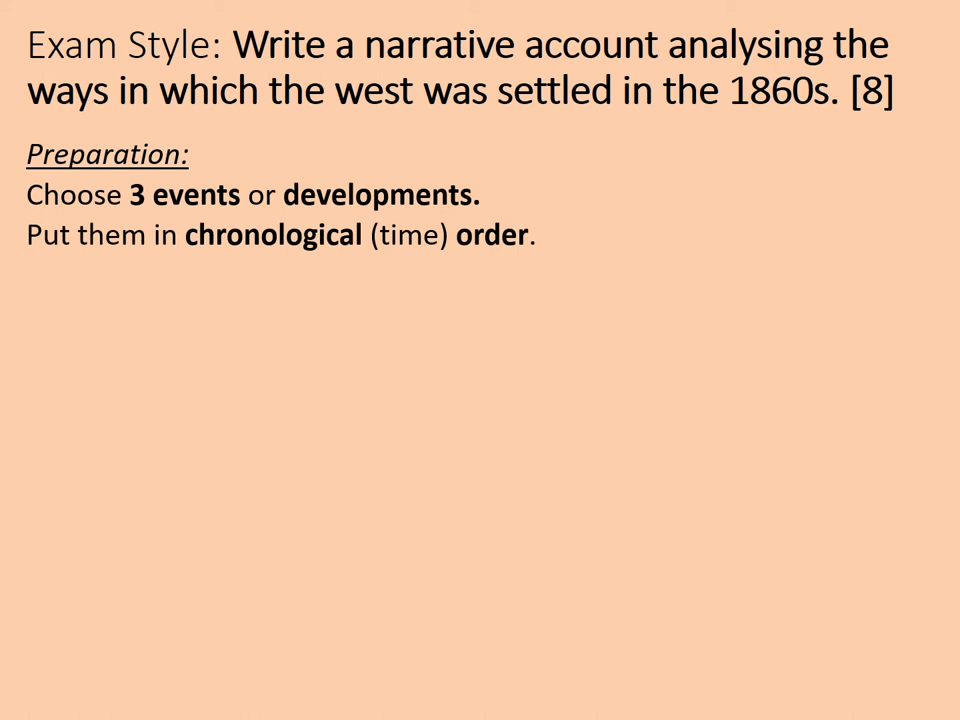 Exam Style: Write a narrative account analysing the
ways in which the west was settled in the 1860s. [8]
Preparation:
Choose 3 events or developments.
Put them in chronological (time) order.